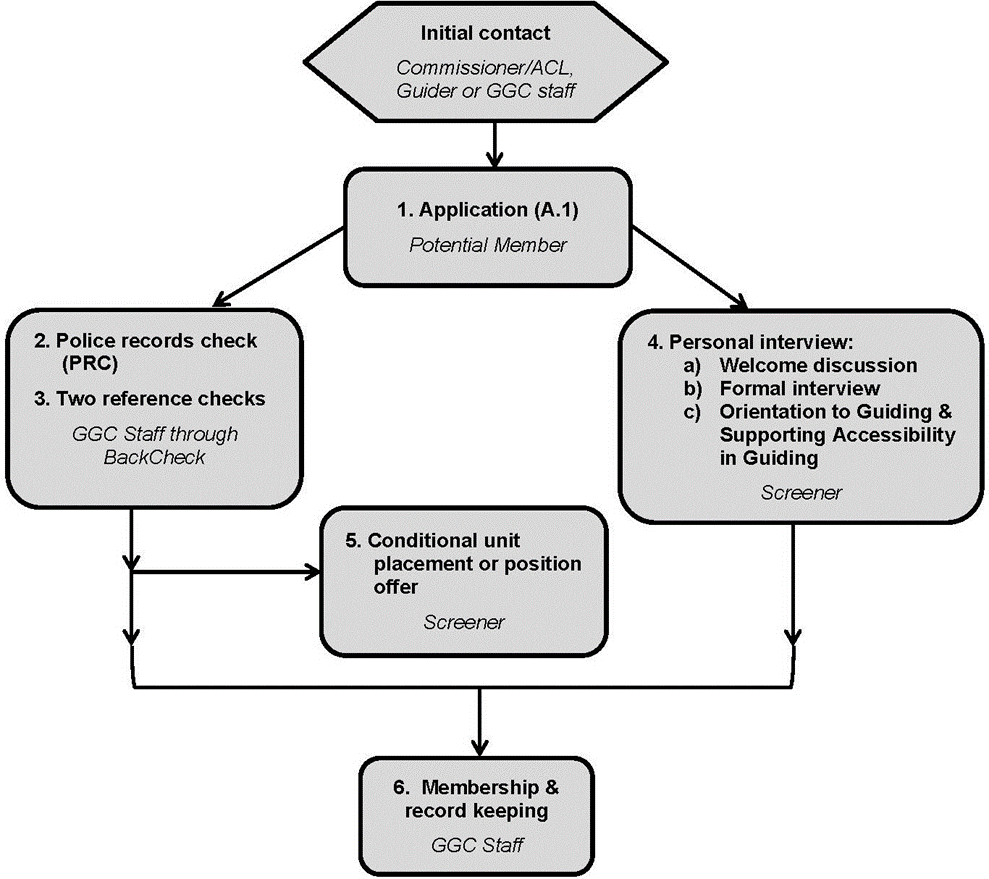 Initial contact
Commissioner/ACL,
Guider or GGC staff
1. Application (A.1)
Potential Member
2. Police records check
(PRC)
3. Two reference checks
GGC Staff through
BackCheck
4. Personal interview:
a) Welcome discussion
b) Formal interview
c) Orientation to Guiding &
Supporting Accessibility
in Guiding
Screener
5. Conditional unit
placement or position
offer
Screener
6. Membership &
record keeping
GGC Staff